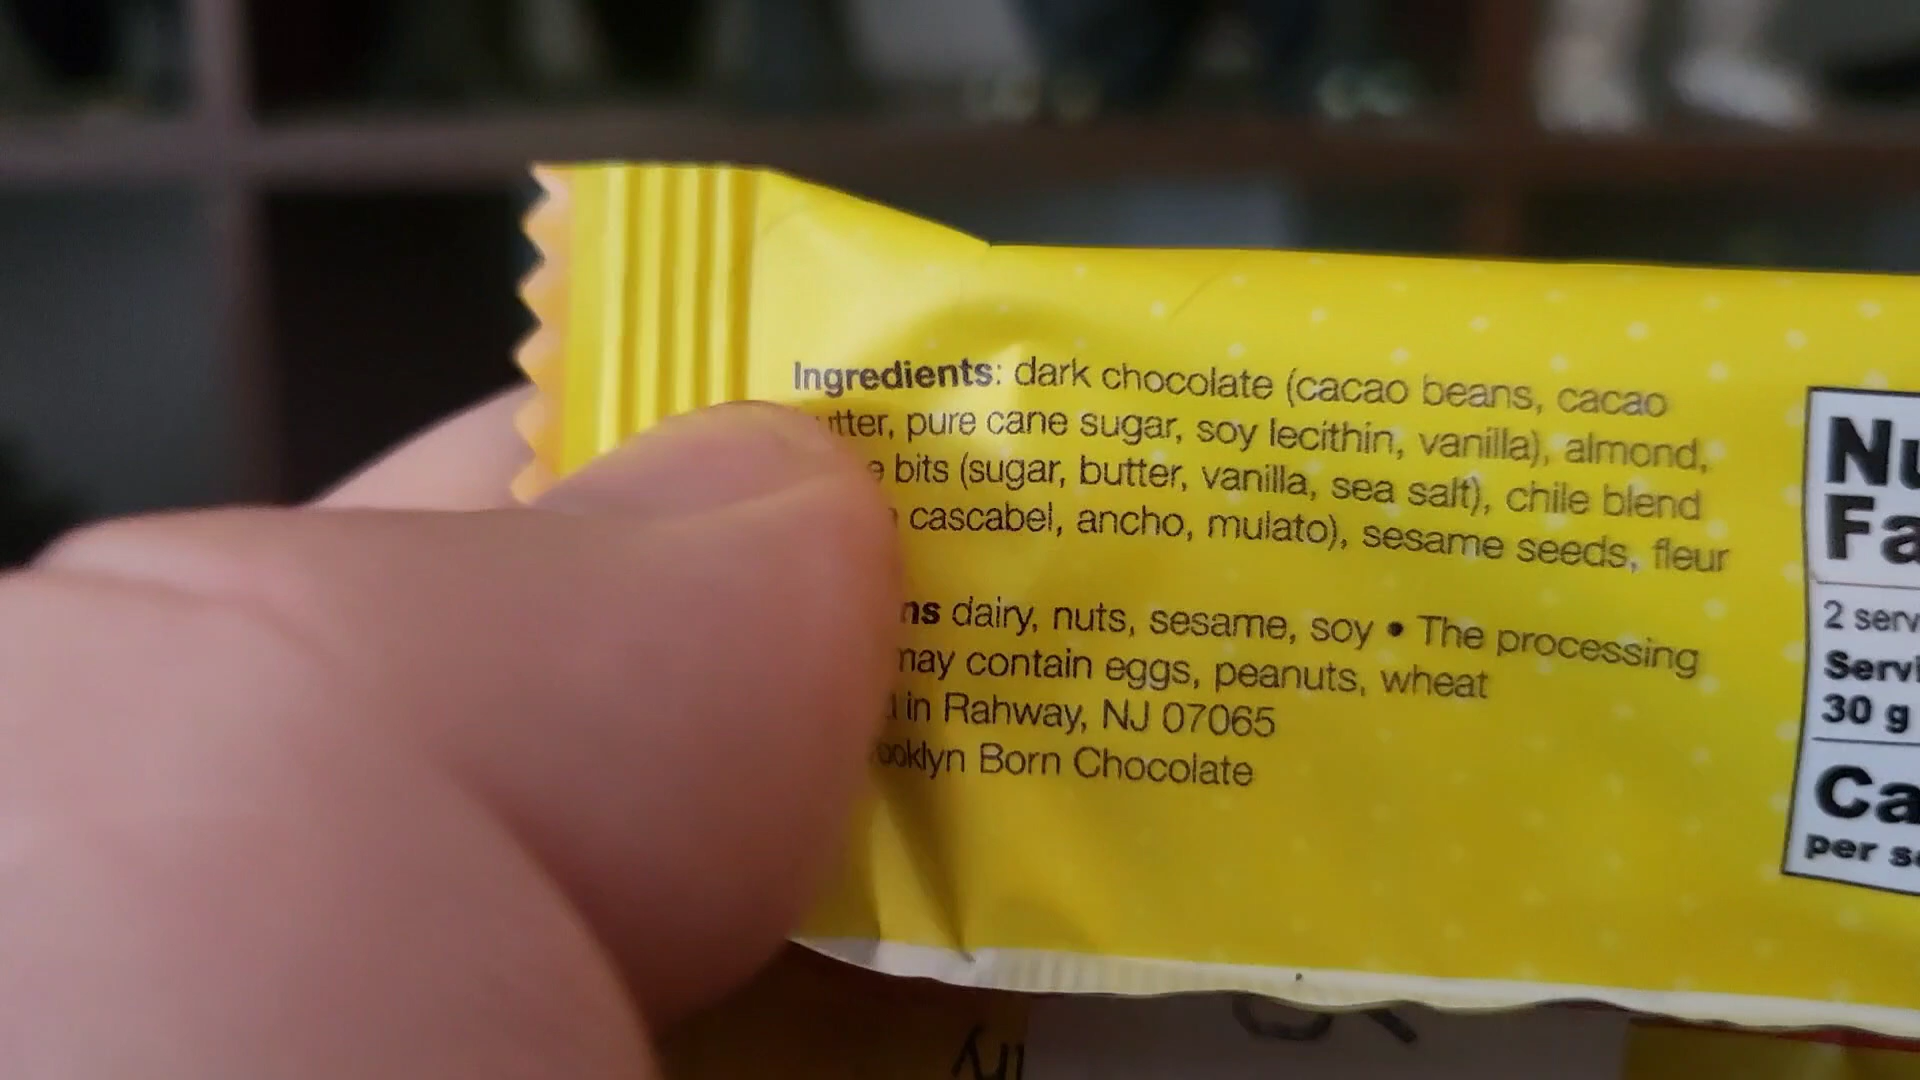 Ingredients: dark chocolate (cacao beans, cacao
utter, pure cane sugar, soy lecithin, vanilla), almond,
e bits (sugar, butter, vanilla, sea salt), chile blend
cascabel, ancho, mulato), sesame seeds, fleur
ns dairy, nuts, sesame, soy • The processing
may contain eggs, peanuts, wheat
in Rahway, NJ 07065
ooklyn Born Chocolate
Nu
Fa
2 serv
Servi
30 g
Ca
per se